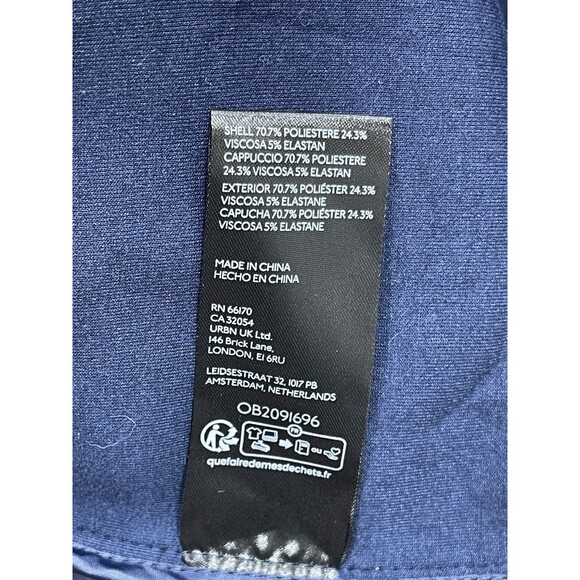 SHELL 70.7% POLIESTERE 24.3%
VISCOSA 5% ELASTAN
CAPPUCCIO 70.7% POLIESTERE
24.3% VISCOSA 5% ELASTAN
EXTERIOR 70.7% POLIÉSTER 24.3%
VISCOSA 5% ELASTANE
CAPUCHA 70.7% POLIÉSTER 24.3%
VISCOSA 5% ELASTANE
MADE IN CHINA
HECHO EN CHINA
RN 66170
CA 32054
URBN UK Ltd.
146 Brick Lane,
LONDON, E1 6RU
LEIDSESTRAAT 32, 1017 PB
AMSTERDAM, NETHERLANDS
OB2091696
FR
OU
quefairedemesdechets.fr